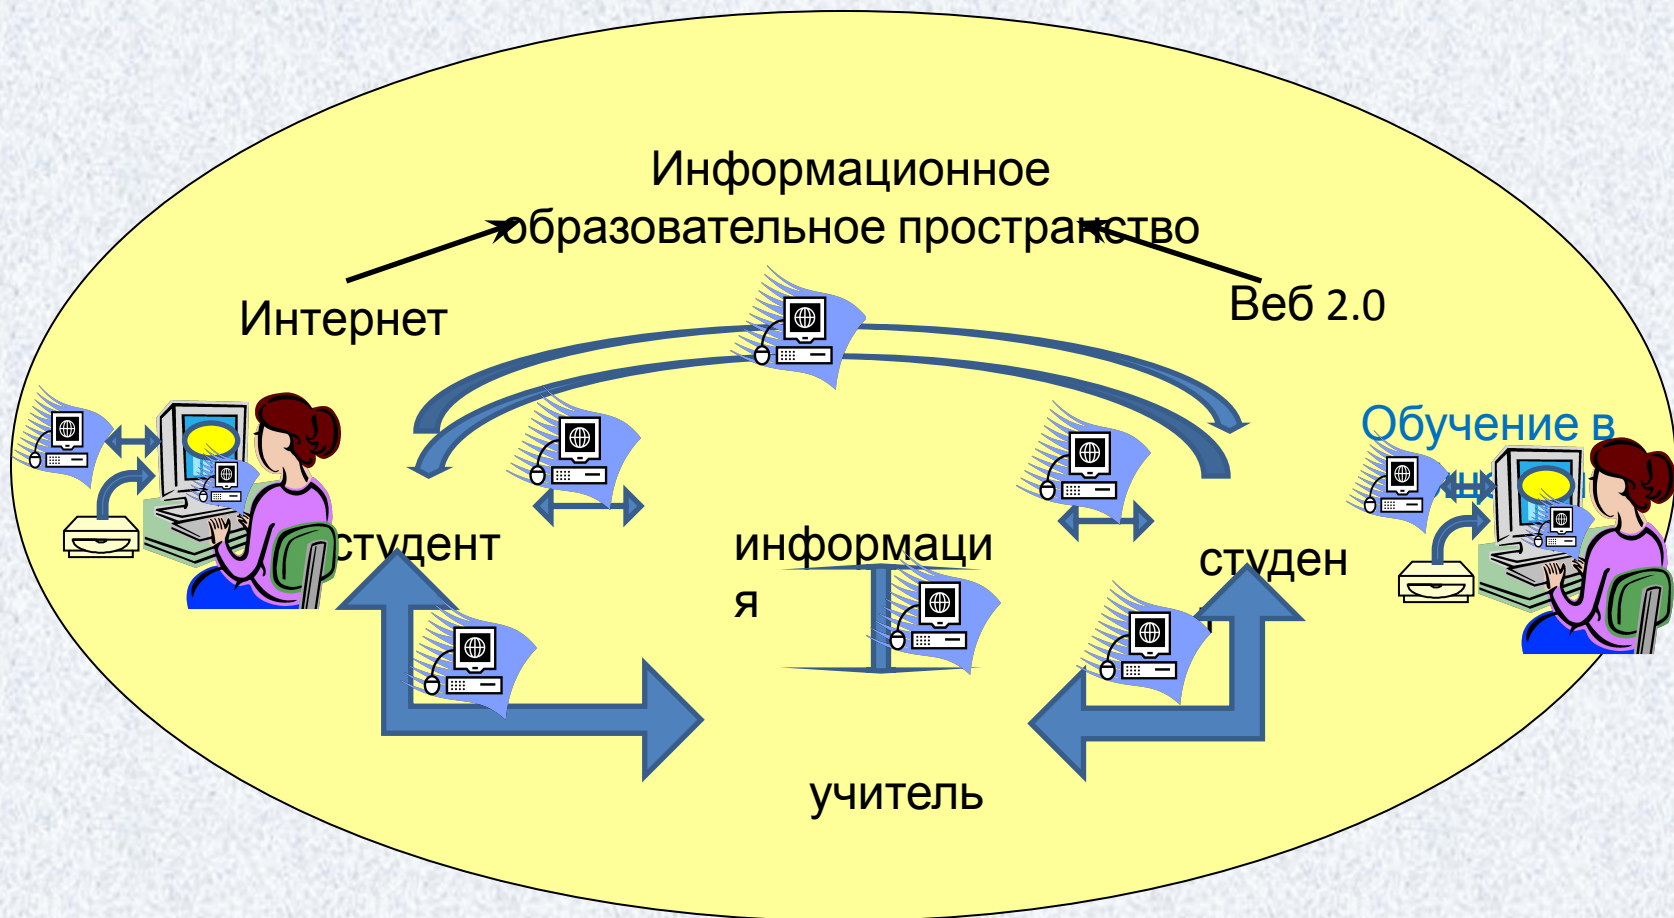 Информационное
образовательное пространство
Интернет
Веб 2.0
Обучение в
студент
информаци
я
студен
учитель